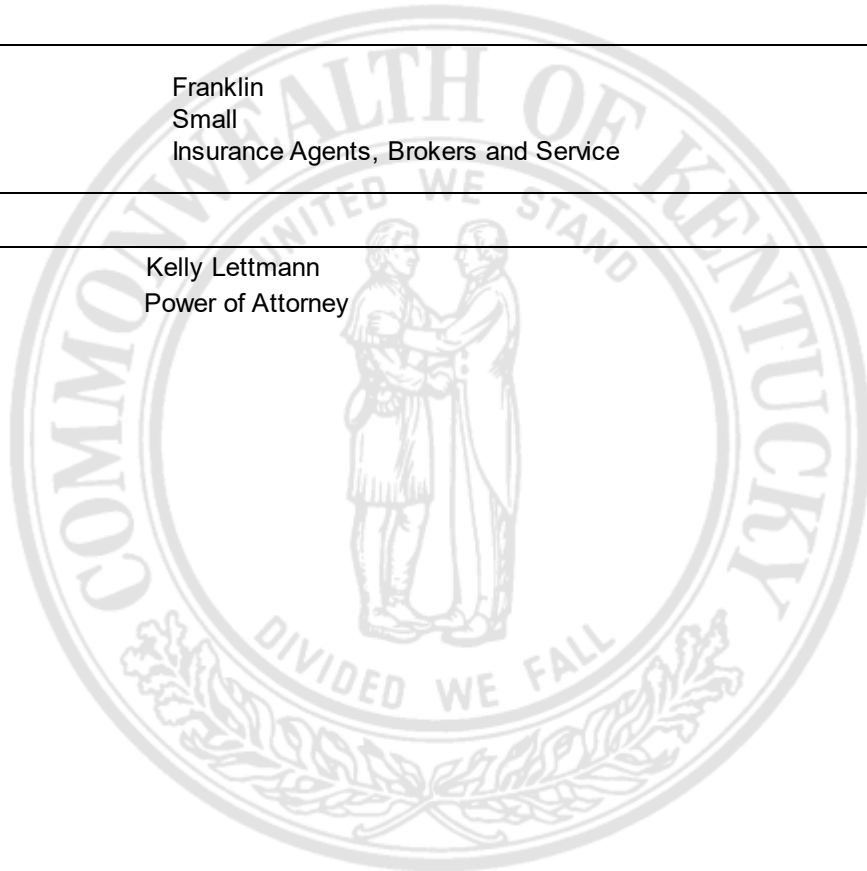 Franklin
Small
Insurance Agents, Brokers and Service
Kelly Lettmann
Power of Attorney
COMMONWEALTH OF KENTUCKY
UNITED WE STAND
DIVIDED WE FALL